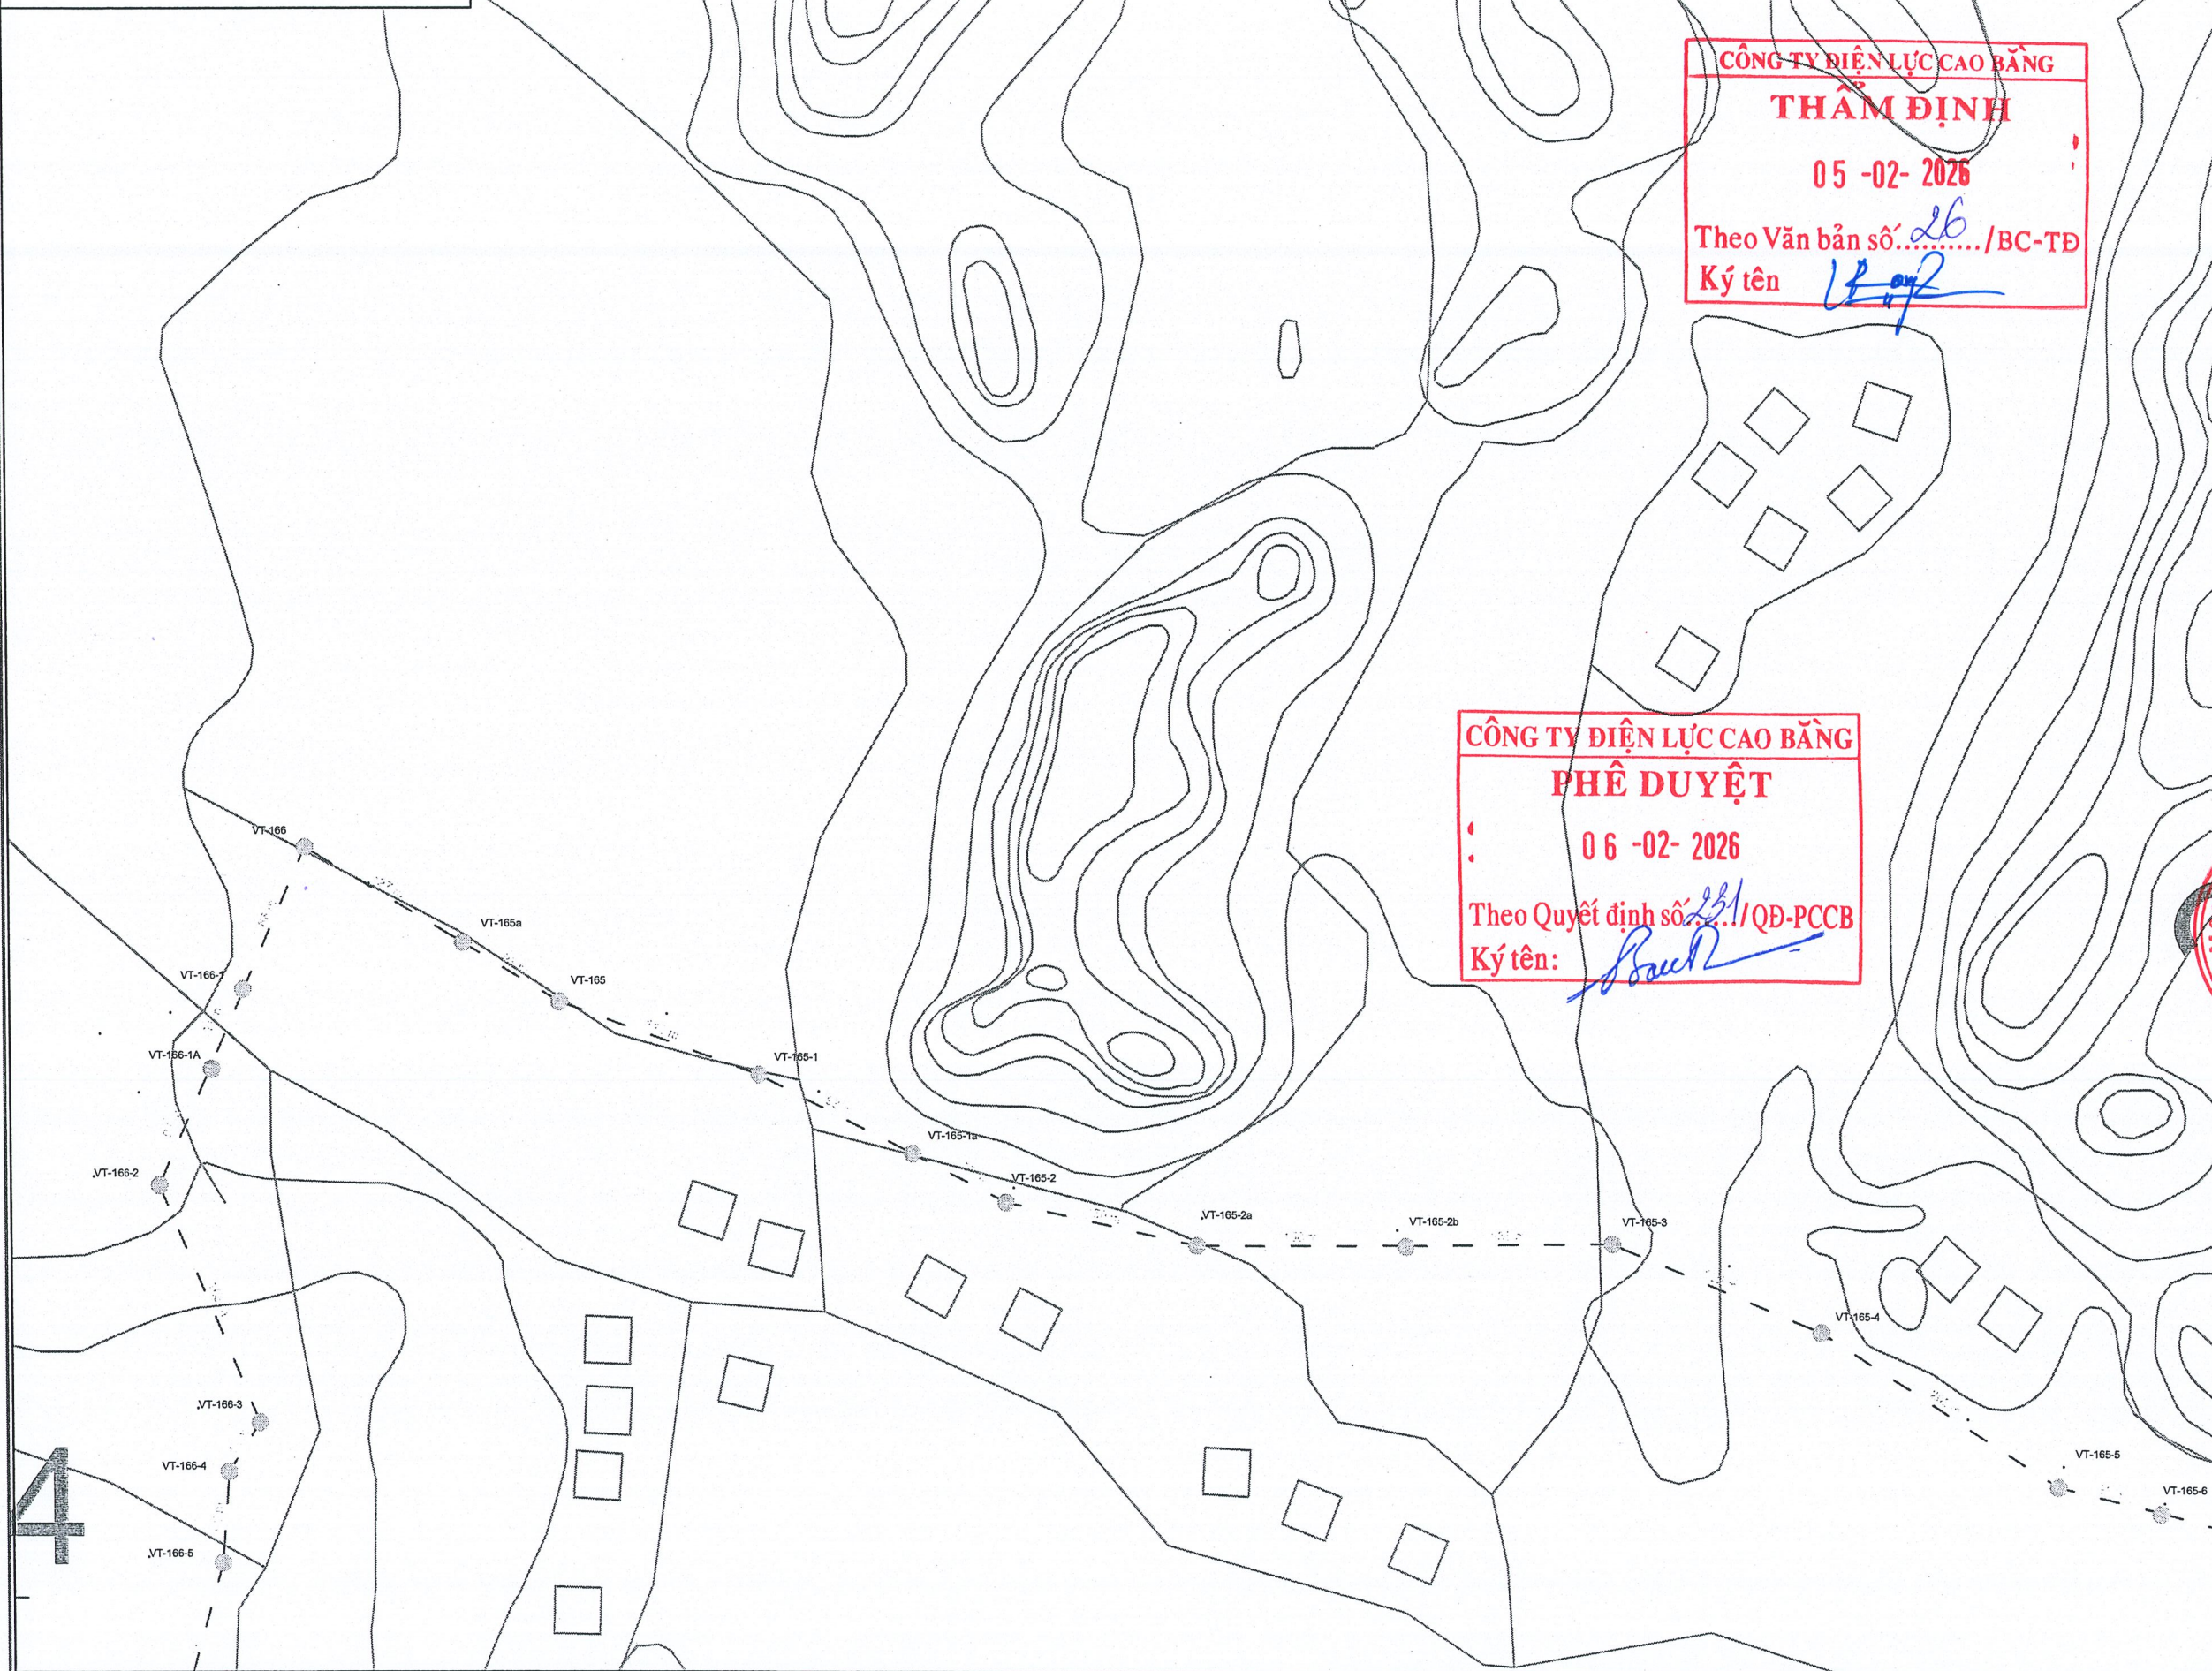 CÔNG TY ĐIỆN LỰC CAO BẰNG
THẨM ĐỊNH
05 -02- 2026
Theo Văn bản số 26 /BC-TĐ
Ký tên
CÔNG TY ĐIỆN LỰC CAO BẰNG
PHÊ DUYỆT
06 -02- 2026
Theo Quyết định số 231/QĐ-PCCB
Ký tên:
VT-166
VT-165a
VT-166-1
VT-165
VT-166-1A
VT-165-1
VT-165-1a
VT-166-2
VT-165-2
VT-165-2a
VT-165-2b
VT-165-3
VT-165-4
VT-166-3
VT-166-4
VT-165-5
VT-165-6
4
VT-166-5